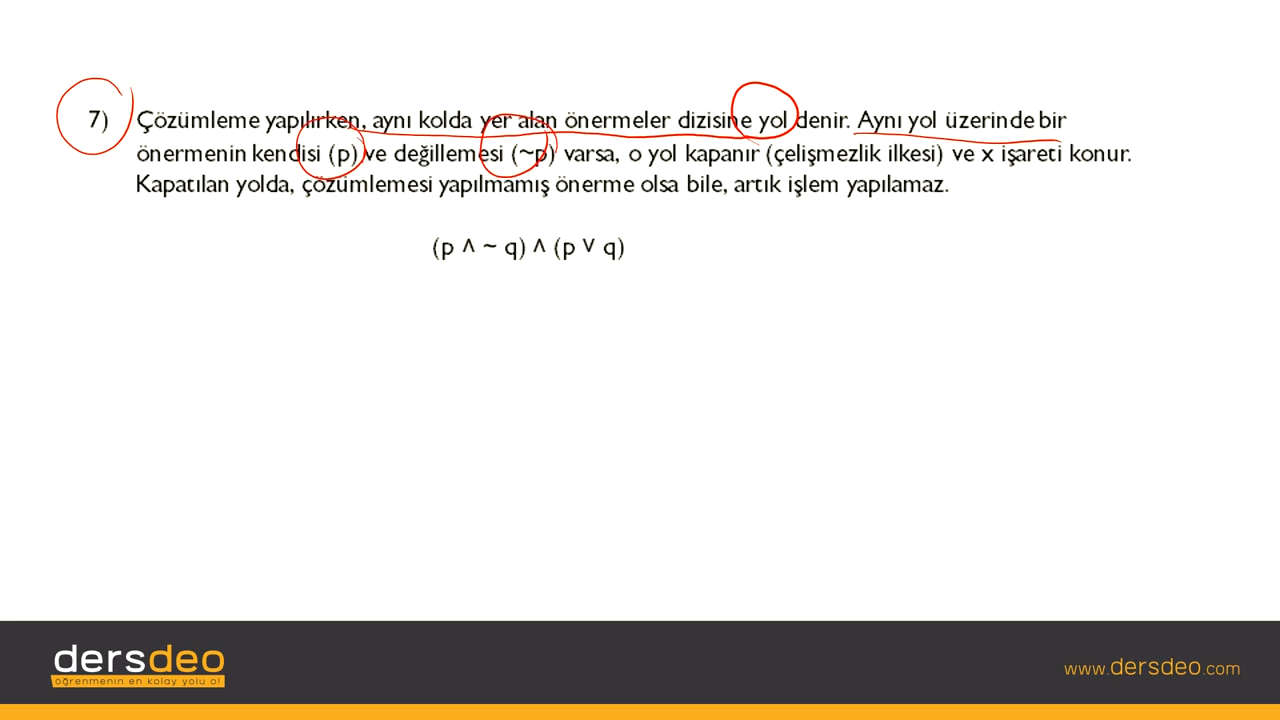 7) Çözümleme yapılırken, aynı kolda yer alan önermeler dizisine yol denir. Aynı yol üzerinde bir
önermenin kendisi (p) ve değillemesi (~p) varsa, o yol kapanır (çelişmezlik ilkesi) ve x işareti konur.
Kapatılan yolda, çözümlemesi yapılmamış önerme olsa bile, artık işlem yapılamaz.
(p ∧ ~ q) ∧ (p ∨ q)
dersdeo
öğrenmenin en kolay yolu o!
www.dersdeo.com